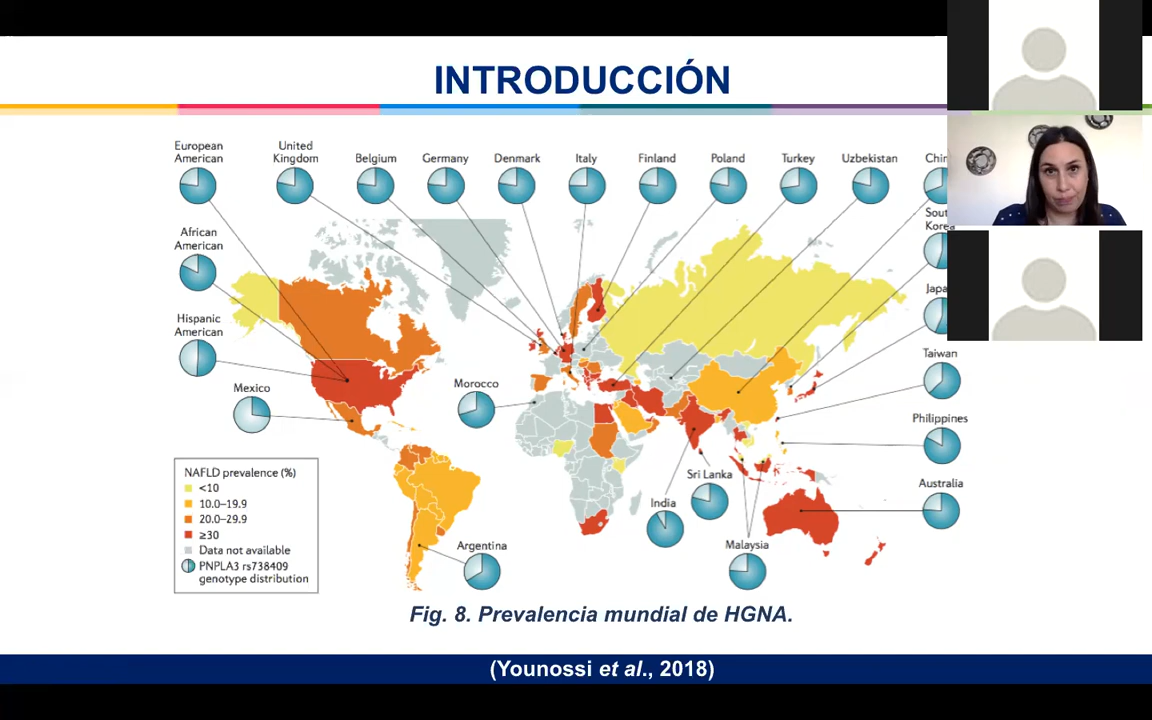 INTRODUCCIÓN
European
American
United
Kingdom
Belgium
Germany
Denmark
Italy
Finland
Poland
Turkey
Uzbekistan
African
American
Hispanic
American
Mexico
Morocco
Taiwan
Philippines
Australia
Sri Lanka
India
Malaysia
Argentina
NAFLD prevalence (%)
<10
10.0–19.9
20.0–29.9
≥30
Data not available
PNPLA3 rs738409
genotype distribution
Fig. 8. Prevalencia mundial de HGNA.
(Younossi et al., 2018)